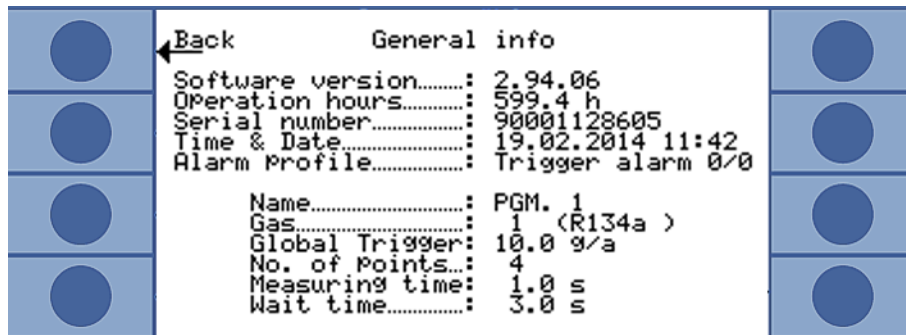 Back General info
Software version........: 2.94.06
Operation hours.........: 599.4 h
Serial number...............: 90001128605
Time & Date....................: 19.02.2014 11:42
Alarm Profile...............: Trigger alarm 0/0
Name.........................: PGM. 1
Gas............................: 1 (R134a )
Global Trigger: 10.0 g/a
No. of Points...: 4
Measuring time: 1.0 s
Wait time.............: 3.0 s